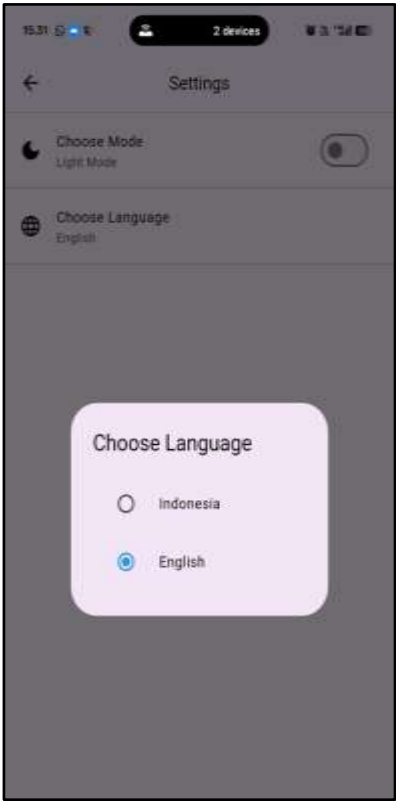 15.31
2 devices
Settings
Choose Mode
Light Mode
Choose Language
English
Choose Language
Indonesia
English